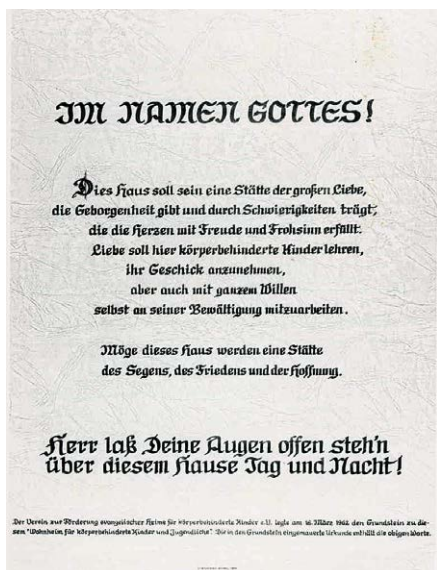 IM NAMEN GOTTES!
Dies Haus soll sein eine Stätte der großen Liebe,
die Geborgenheit gibt und durch Schwierigkeiten trägt,
die die Herzen mit Freude und Frohsinn erfüllt.
Liebe soll hier körperbehinderte Kinder lehren,
ihr Geschick anzunehmen,
aber auch mit ganzem Willen
selbst an seiner Bewältigung mitzuarbeiten.
Möge dieses Haus werden eine Stätte
des Segens, des Friedens und der Hoffnung.
Herr laß Deine Augen offen steh'n
über diesem Hause Tag und Nacht!
Der Verein zur Förderung evangelischer Heime für körperbehinderte Kinder e.V. legte am 16. März 1962 den Grundstein zu die-
sem "Wohnheim für körperbehinderte Kinder und Jugendliche". Die in den Grundstein eingemauerte Urkunde enthält die obigen Worte.